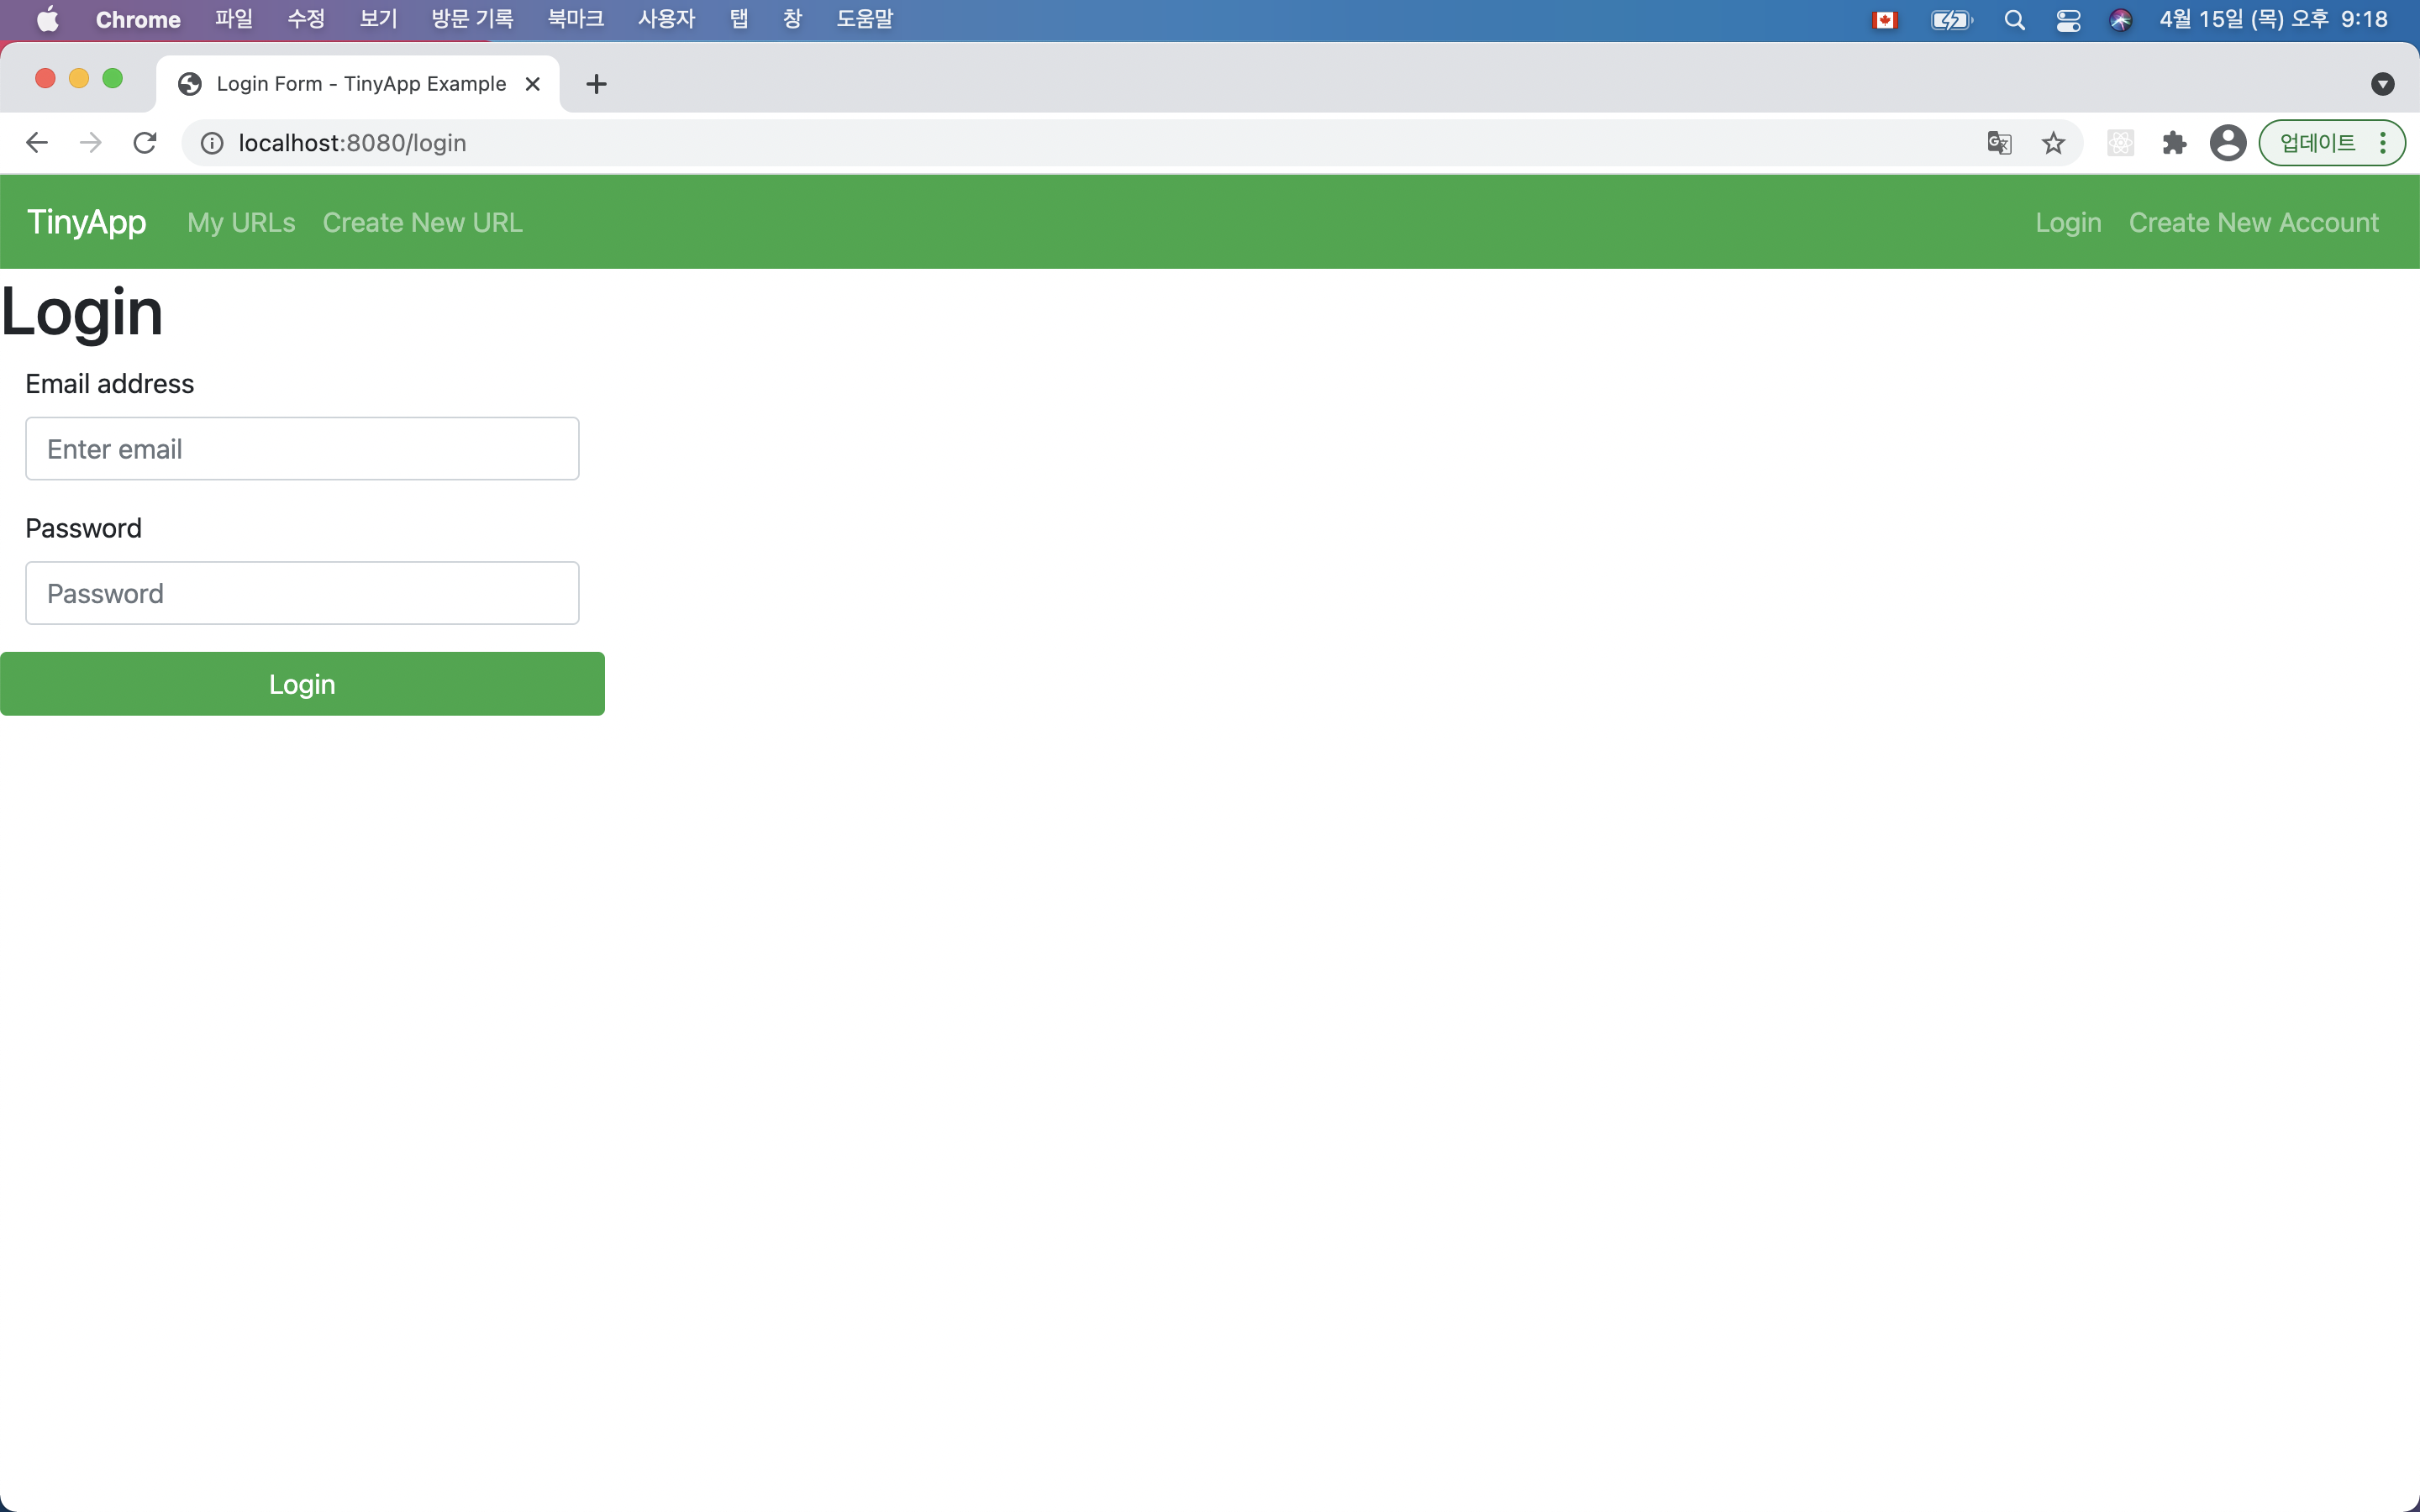 Chrome 파일 수정 보기 방문 기록 북마크 사용자 탭 창 도움말 4월 15일 (목) 오후 9:18
Login Form - TinyApp Example
localhost:8080/login 업데이트
TinyApp My URLs Create New URL Login Create New Account
Login
Email address
Enter email
Password
Password
Login